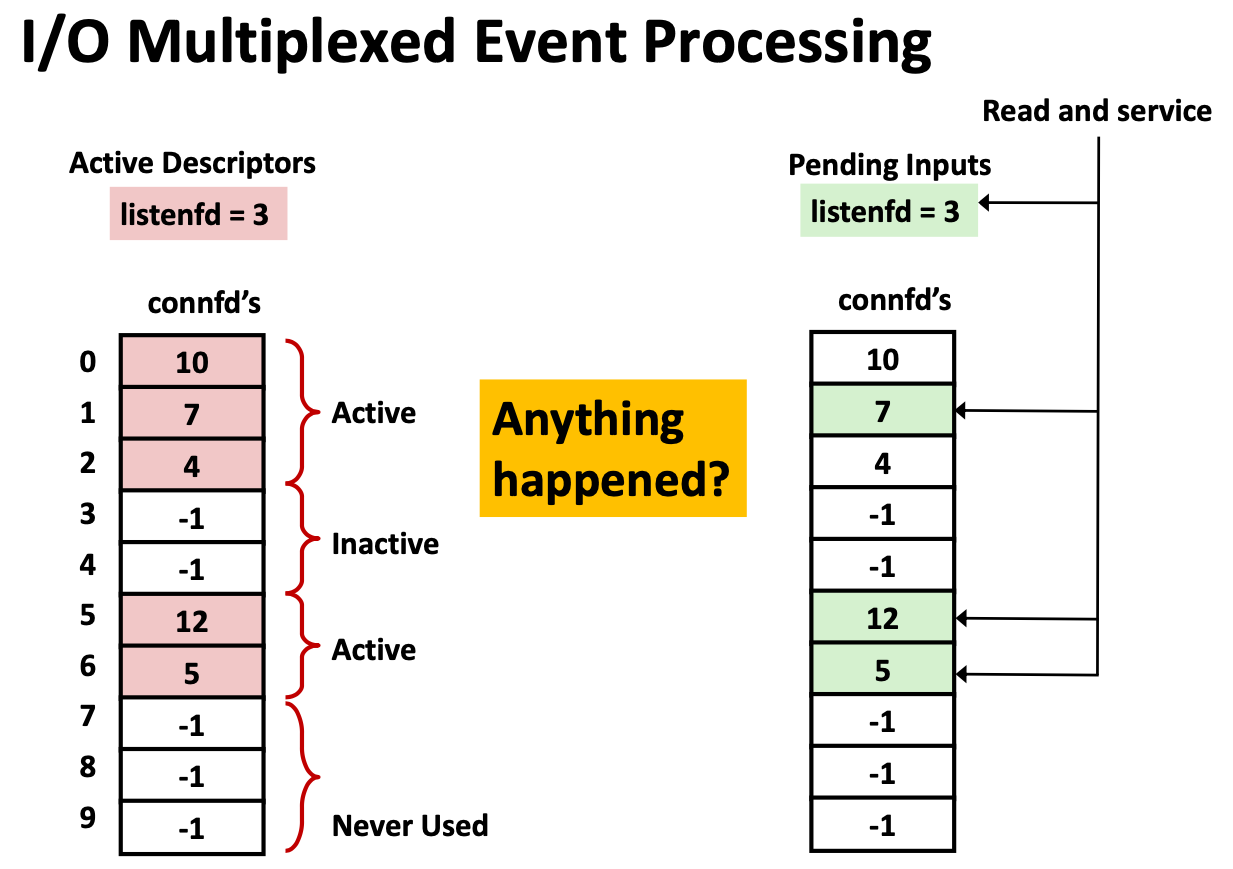 I/O Multiplexed Event Processing
Read and service
Active Descriptors
listenfd = 3
connfd’s
0 10
1 7
2 4
3 -1
4 -1
5 12
6 5
7 -1
8 -1
9 -1
Active
Inactive
Active
Never Used
Anything
happened?
Pending Inputs
listenfd = 3
connfd’s
10
7
4
-1
-1
12
5
-1
-1
-1